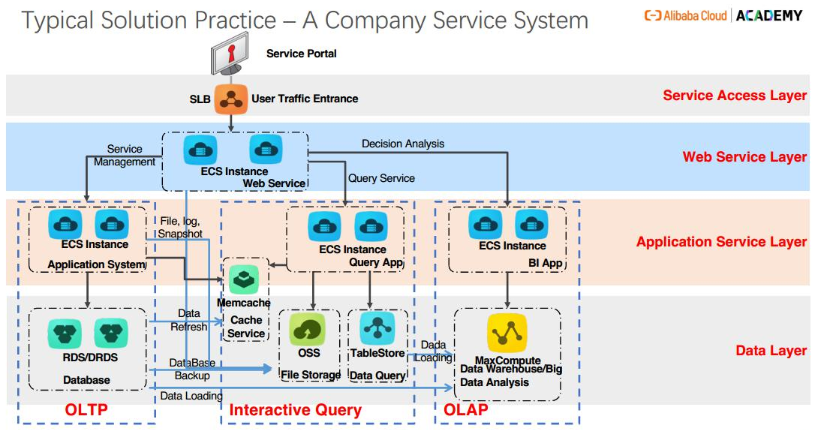 Typical Solution Practice – A Company Service System
Alibaba Cloud | ACADEMY
Service Portal
SLB
User Traffic Entrance
Service Access Layer
Service
Management
Decision Analysis
ECS Instance
Web Service
Query Service
Web Service Layer
ECS Instance
Application System
File, log,
Snapshot
ECS Instance
Query App
ECS Instance
BI App
Application Service Layer
Memcache
Cache
Service
Data
Refresh
RDS/DRDS
Database
DataBase
Backup
Data Loading
OSS
File Storage
TableStore
Data Query
Dada
Loading
MaxCompute
Data Warehouse/Big
Data Analysis
Data Layer
OLTP
Interactive Query
OLAP